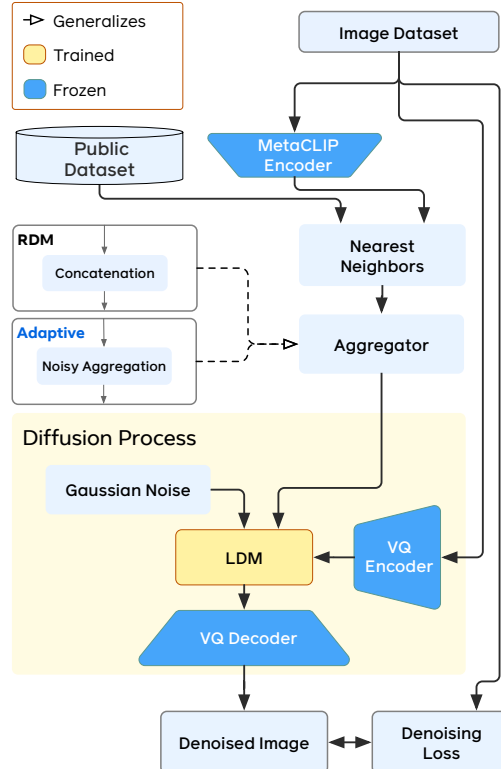 Generalizes
Trained
Frozen
Image Dataset
MetaCLIP
Encoder
Public
Dataset
Nearest
Neighbors
RDM
Concatenation
Adaptive
Noisy Aggregation
Aggregator
Diffusion Process
Gaussian Noise
LDM
VQ
Encoder
VQ Decoder
Denoised Image
Denoising
Loss